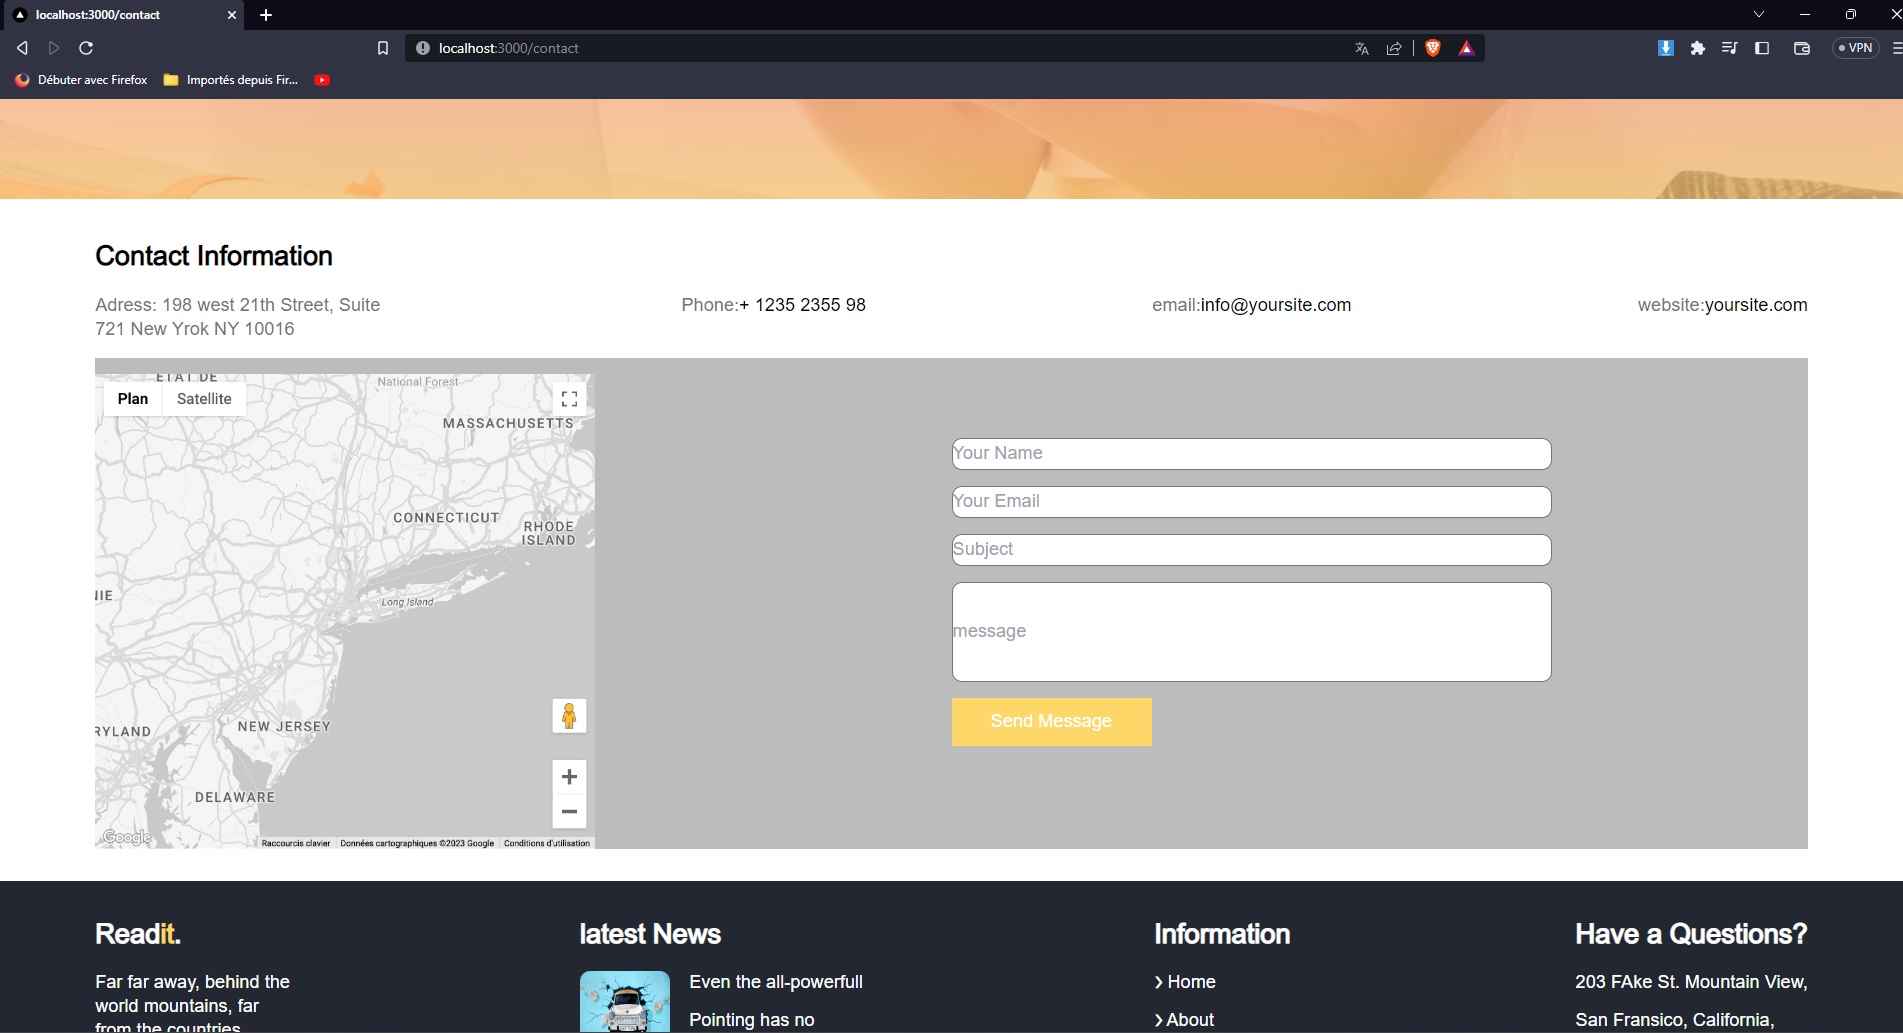 localhost:3000/contact
localhost:3000/contact
VPN
Débuter avec Firefox
Importés depuis Fir...
Contact Information
Adress: 198 west 21th Street, Suite
721 New Yrok NY 10016
Phone:+ 1235 2355 98
email:info@yoursite.com
website:yoursite.com
ÉTAT DE
National Forest
Plan
Satellite
MASSACHUSETTS
CONNECTICUT
RHODE
ISLAND
NIE
Long Island
RYLAND
NEW JERSEY
DELAWARE
Google
Raccourcis clavier
Données cartographiques ©2023 Google
Conditions d'utilisation
Your Name
Your Email
Subject
message
Send Message
Readit.
Far far away, behind the
world mountains, far
from the countries
latest News
Even the all-powerfull
Pointing has no
Information
Home
About
Have a Questions?
203 FAke St. Mountain View,
San Fransico, California,